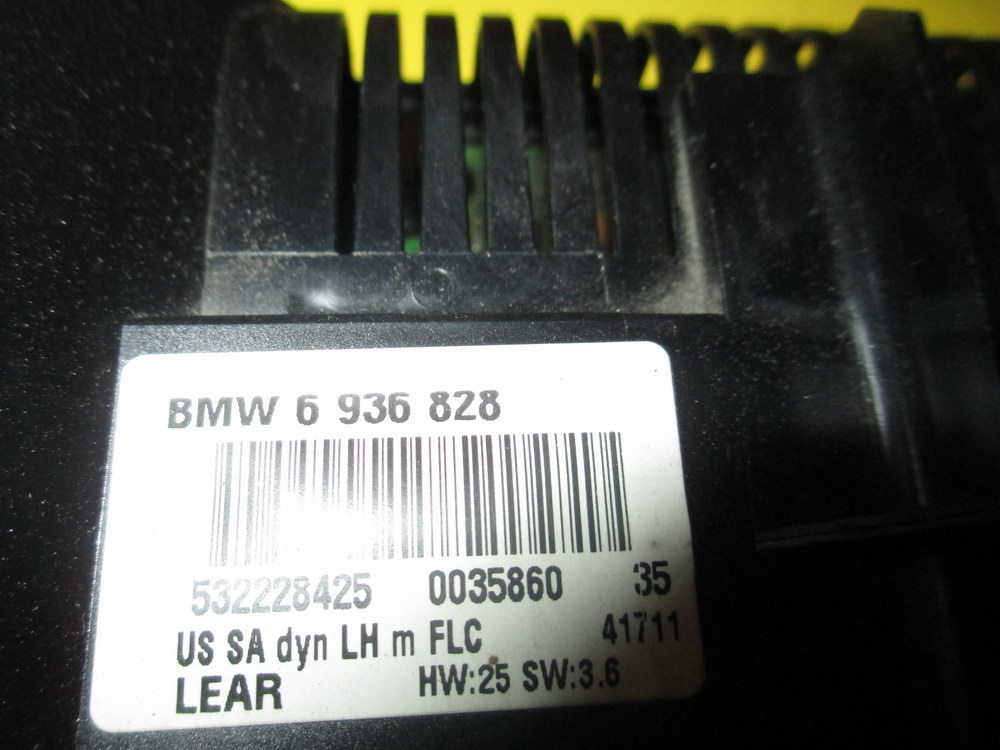 BMW 6 936 828
532228425 0035860 35
US SA dyn LH m FLC 41711
LEAR HW:25 SW:3.6